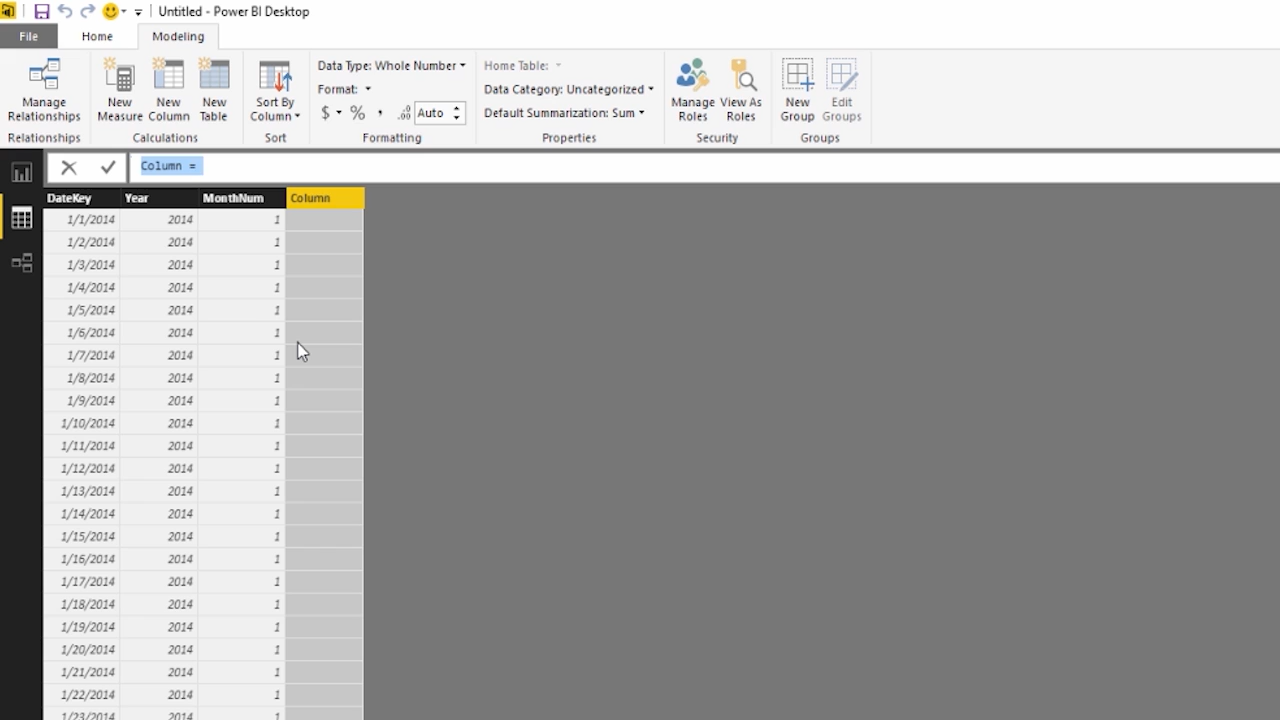 Untitled - Power BI Desktop
File Home Modeling
Manage Relationships
New Measure
New Column
New Table
Sort By Column
Data Type: Whole Number
Format:
$ % , .00 Auto
Home Table:
Data Category: Uncategorized
Default Summarization: Sum
Manage Roles
View As Roles
New Group
Edit Groups
Relationships Calculations Sort Formatting Properties Security Groups
Column =
DateKey Year MonthNum Column
1/1/2014 2014 1
1/2/2014 2014 1
1/3/2014 2014 1
1/4/2014 2014 1
1/5/2014 2014 1
1/6/2014 2014 1
1/7/2014 2014 1
1/8/2014 2014 1
1/9/2014 2014 1
1/10/2014 2014 1
1/11/2014 2014 1
1/12/2014 2014 1
1/13/2014 2014 1
1/14/2014 2014 1
1/15/2014 2014 1
1/16/2014 2014 1
1/17/2014 2014 1
1/18/2014 2014 1
1/19/2014 2014 1
1/20/2014 2014 1
1/21/2014 2014 1
1/22/2014 2014 1
1/23/2014 2014 1